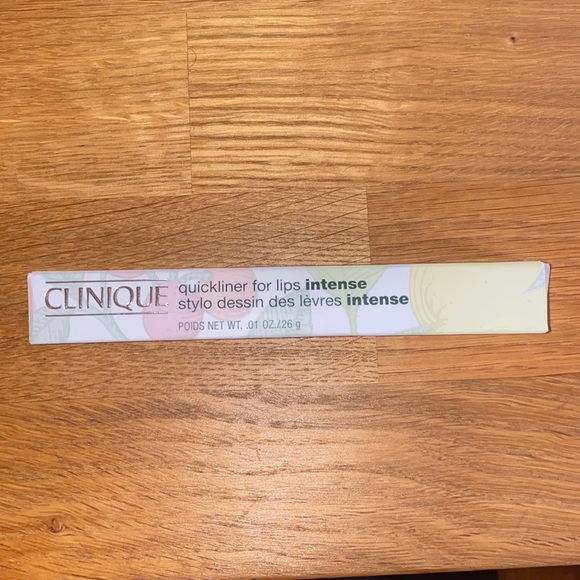 CLINIQUE
quickliner for lips intense
stylo dessin des lèvres intense
POIDS NET WT. .01 OZ./.26 g